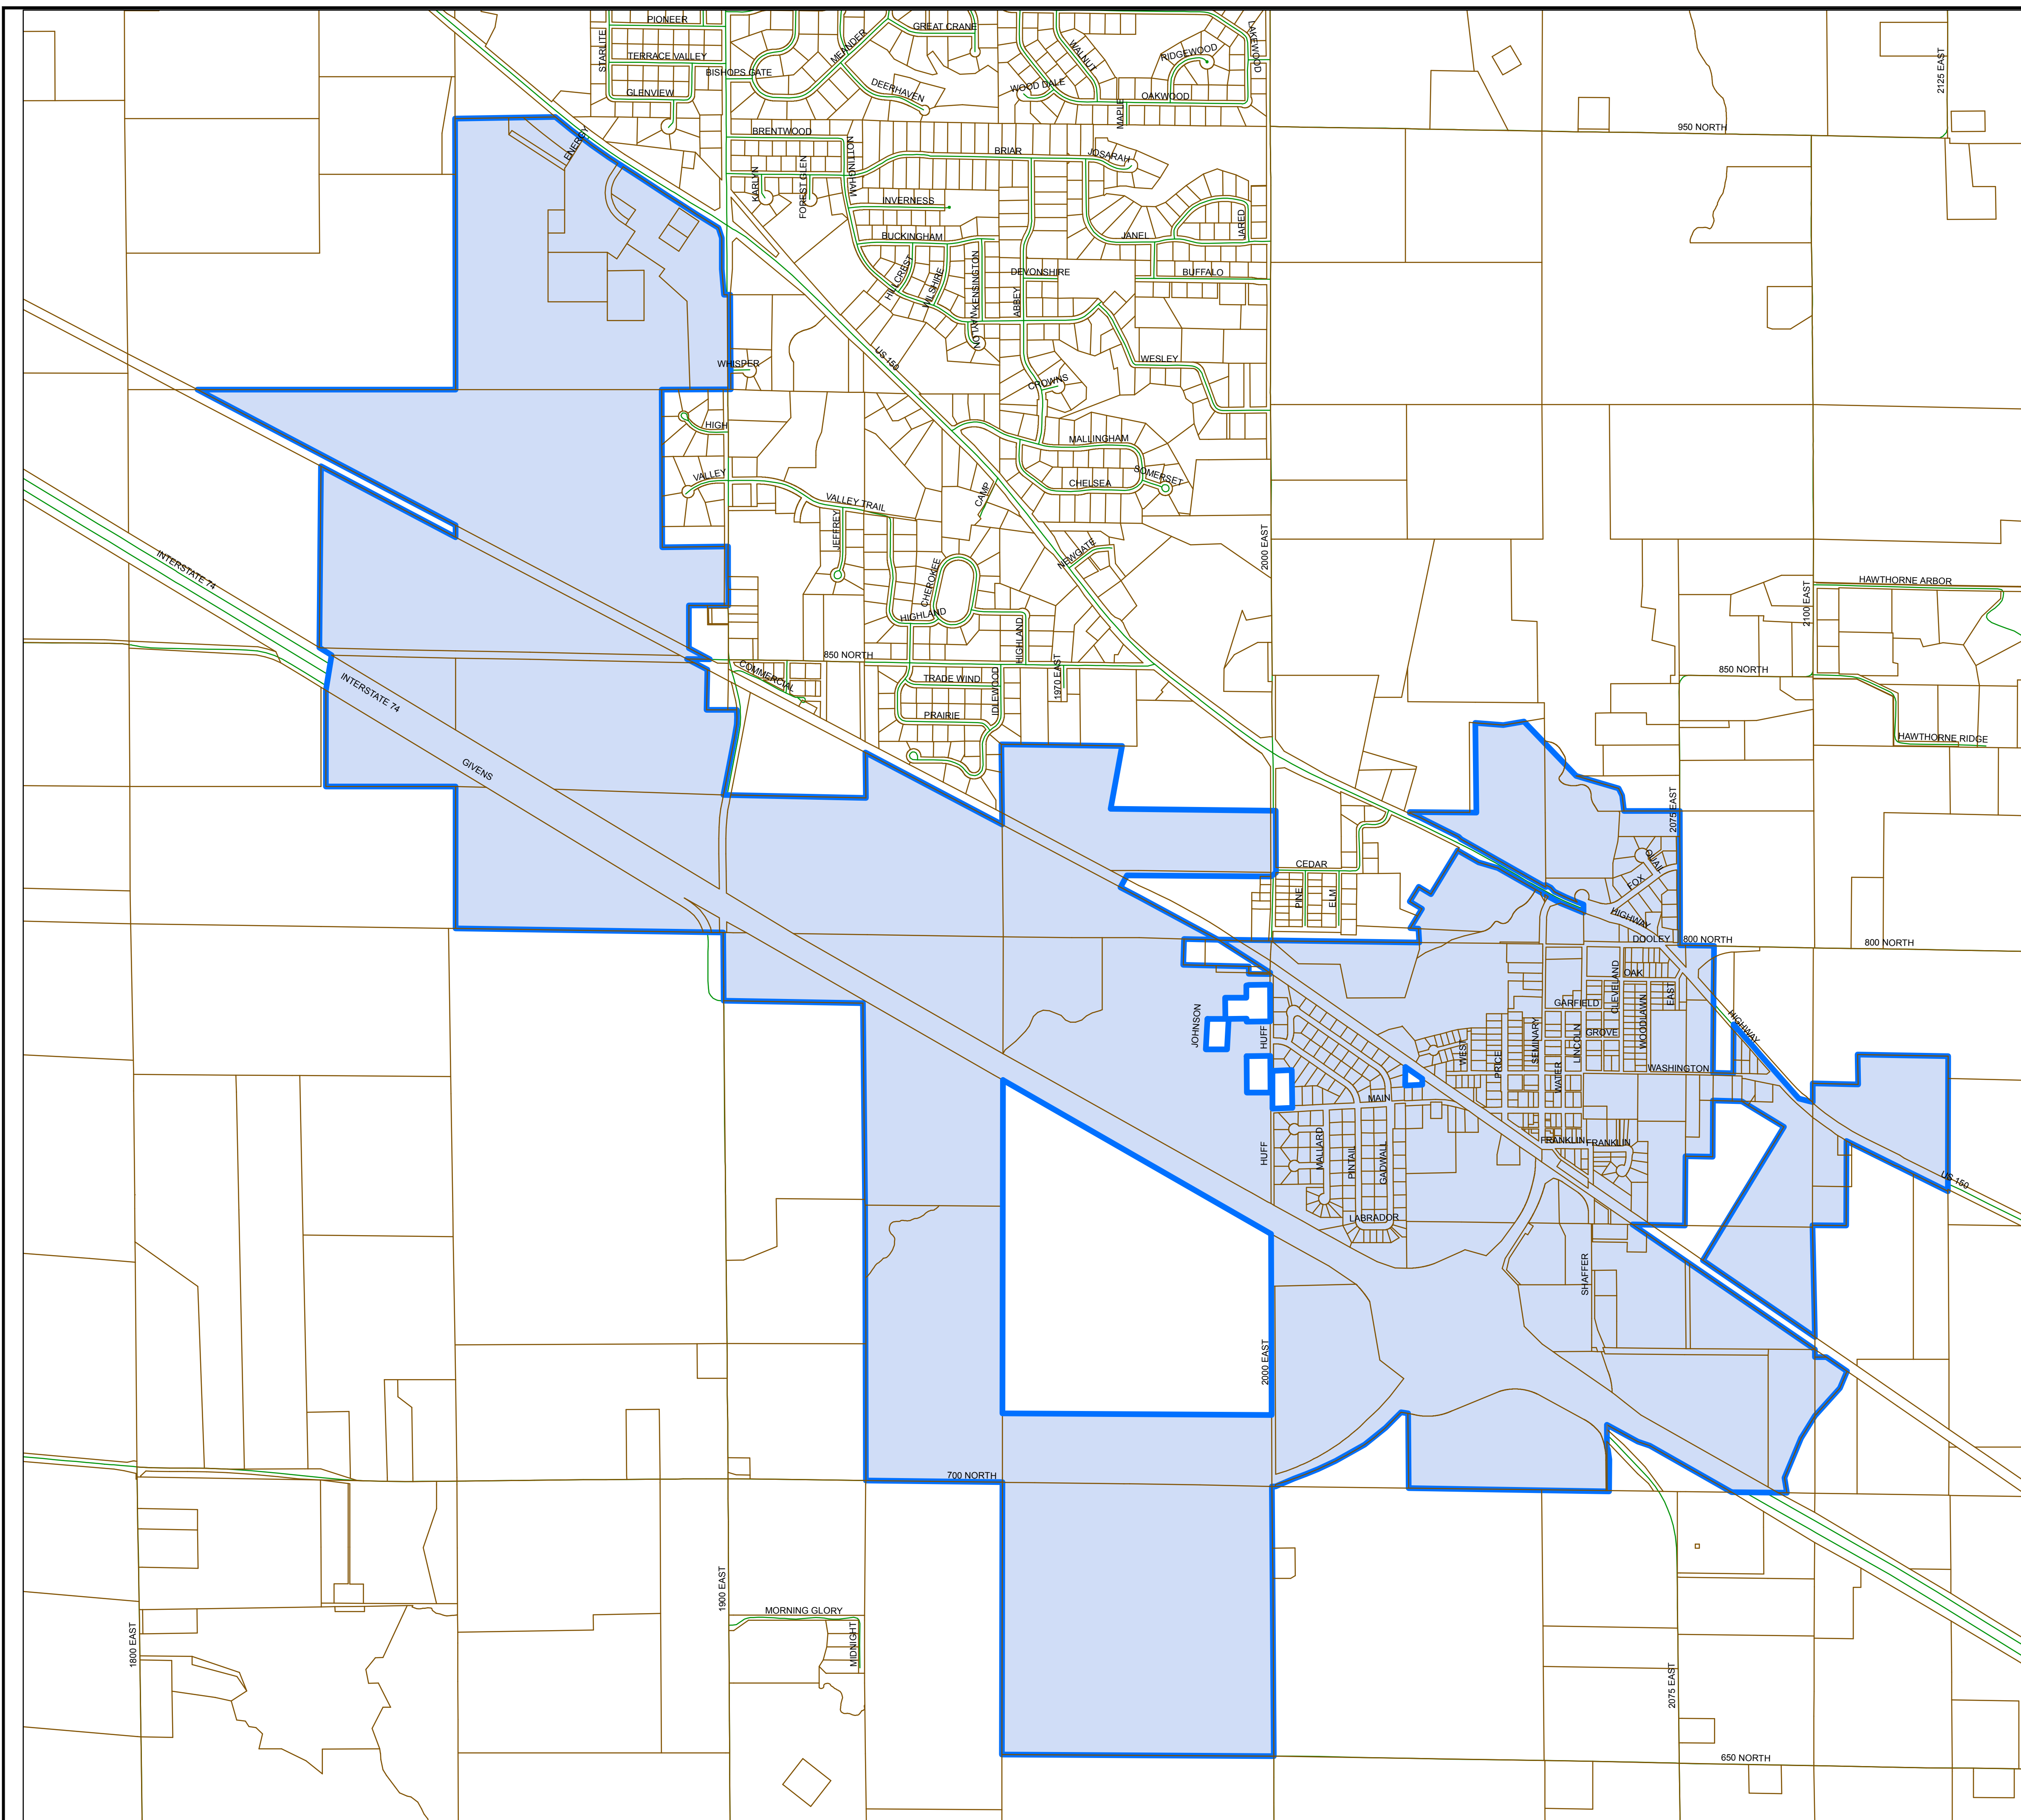 PIONEER
GREAT CRANE
STARLITE
TERRACE VALLEY
MEANDER
WALNUT
RIDGEWOOD
LAKEWOOD
BISHOPS GATE
GLENVIEW
DEERHAVEN
WOOD DALE
OAKWOOD
MAPLE
2125 EAST
ENERGY
BRENTWOOD
NOTTINGHAM
950 NORTH
BRIAR
JOSARAH
KARLYN
FOREST GLEN
INVERNESS
BUCKINGHAM
JANEL
JARED
HILLCREST
WILSHIRE
KENSINGTON
DEVONSHIRE
BUFFALO
ABBEY
WAYLON
US 150
WHISPER
WESLEY
CROWNS
HIGH
MALLINGHAM
VALLEY
SOMERSET
CHELSEA
VALLEY TRAIL
CAMP
JEFFREY
2000 EAST
NEWGATE
INTERSTATE 74
CHEROKEE
HIGHLAND
HIGHLAND
HAWTHORNE ARBOR
2100 EAST
850 NORTH
COMMERCIAL
TRADE WIND
IDLEWOOD
1970 EAST
850 NORTH
INTERSTATE 74
PRAIRIE
HAWTHORNE RIDGE
GIVENS
2075 EAST
CEDAR
PINE
ELM
QUAIL
FOX
HIGHWAY
DOOLEY
800 NORTH
800 NORTH
OAK
CLEVELAND
EAST
GARFIELD
WOODLAWN
JOHNSON
HUFF
HIGHWAY
GROVE
SEMINARY
LINCOLN
WEST
PRICE
WATER
WASHINGTON
MAIN
HUFF
MALLARD
PINTAIL
GADWALL
FRANKLIN
FRANKLIN
US 150
LABRADOR
SHAFFER
2000 EAST
700 NORTH
1900 EAST
MORNING GLORY
MIDNIGHT
1800 EAST
2075 EAST
650 NORTH